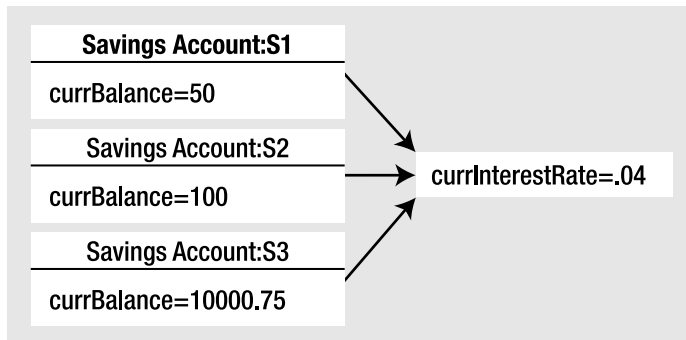 Savings Account:S1
currBalance=50
Savings Account:S2
currBalance=100
Savings Account:S3
currBalance=10000.75
currInterestRate=.04